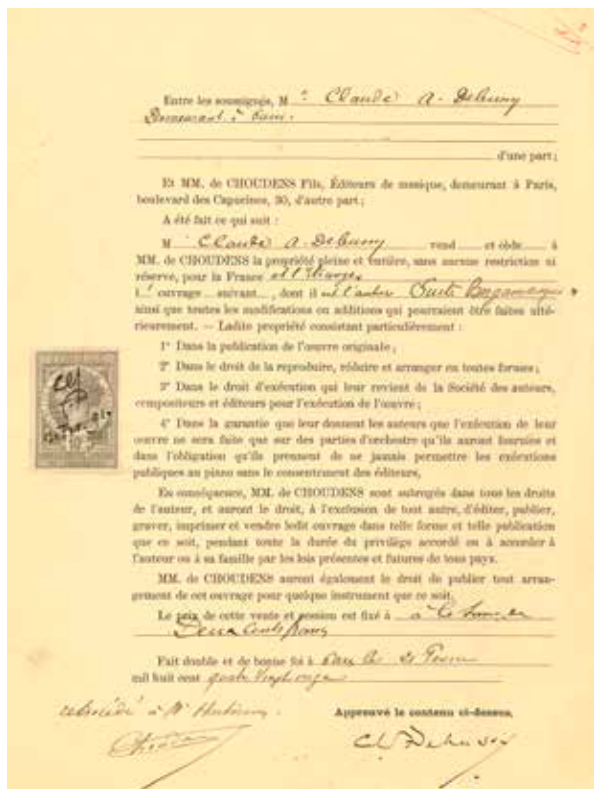 Entre les soussignés, M r Claude A. Debussy
Demeurant à Paris.
d'une part ;
Et MM. de CHOUDENS Fils, Éditeurs de musique, demeurant à Paris,
boulevard des Capucines, 30, d'autre part ;
A été fait ce qui suit :
M r Claude A. Debussy vend et cède à
MM. de CHOUDENS la propriété pleine et entière, sans aucune restriction ni
réserve, pour la France et l'étranger
l' ouvrage suivant , dont il est l'auteur Suite Bergamasque
ainsi que toutes les modifications ou additions qui pourraient être faites ulté-
rieurement. — Ladite propriété consistant particulièrement :
1° Dans la publication de l'œuvre originale ;
2° Dans le droit de la reproduire, réduire et arranger en toutes formes ;
3° Dans le droit d'exécution qui leur revient de la Société des auteurs,
compositeurs et éditeurs pour l'exécution de l'œuvre ;
4° Dans la garantie que leur donnent les auteurs que l'exécution de leur
œuvre ne sera faite que sur des parties d'orchestre qu'ils auront fournies et
dans l'obligation qu'ils prennent de ne jamais permettre les exécutions
publiques au piano sans le consentement des éditeurs,
En conséquence, MM. de CHOUDENS sont subrogés dans tous les droits
de l'auteur, et auront le droit, à l'exclusion de tout autre, d'éditer, publier,
graver, imprimer et vendre ledit ouvrage dans telle forme et telle publication
que ce soit, pendant toute la durée du privilège accordé ou à accorder à
l'auteur ou à sa famille par les lois présentes et futures de tous pays.
MM. de CHOUDENS auront également le droit de publier tout arran-
gement de cet ouvrage pour quelque instrument que ce soit.
Le prix de cette vente et cession est fixé à à la somme de
Deux Cents francs
Fait double et de bonne foi à Paris le 21
mil huit cent quatre vingt onze
rétrocédé à Mr Hartmann.
Approuvé le contenu ci-dessus,
Choudens
Cl. A. Debussy